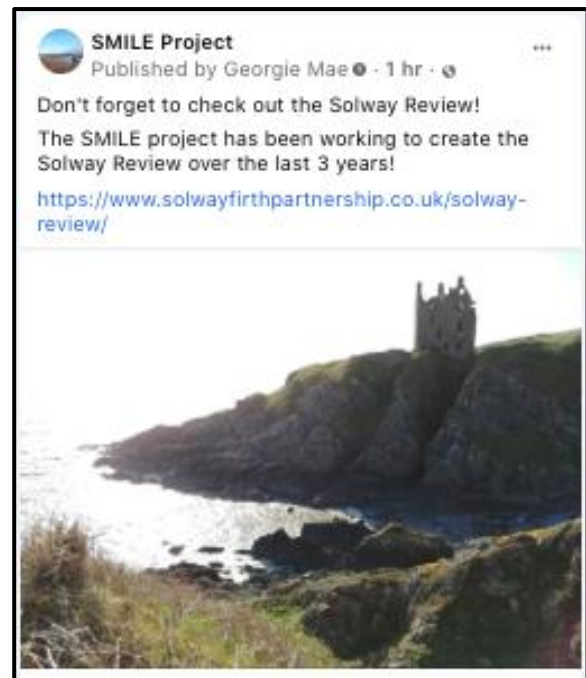 SMILE Project
Published by Georgie Mae · 1 hr ·
Don't forget to check out the Solway Review!
The SMILE project has been working to create the
Solway Review over the last 3 years!
https://www.solwayfirthpartnership.co.uk/solway-
review/